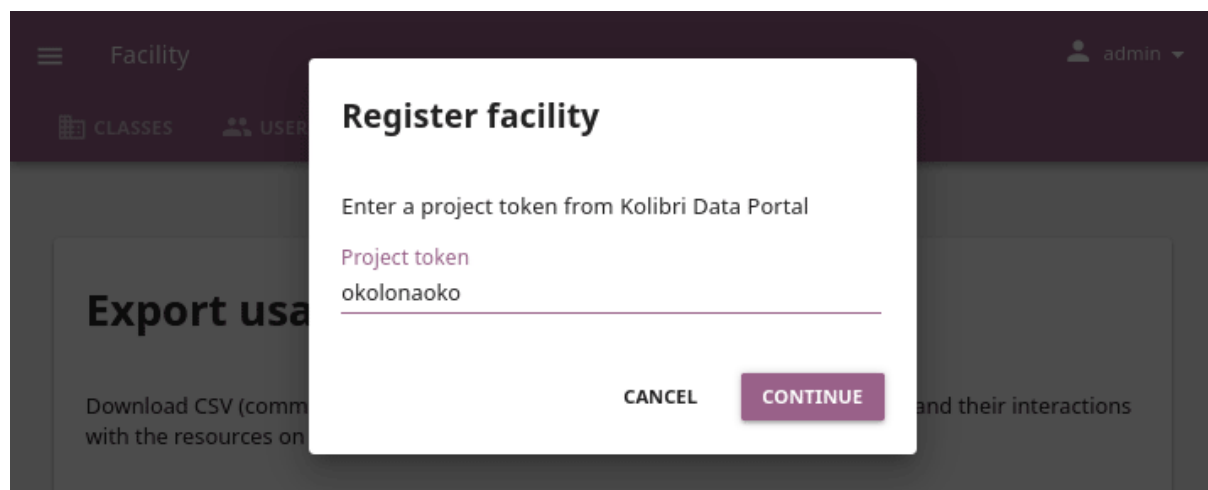 Facility
admin
CLASSES
USER
Register facility
Enter a project token from Kolibri Data Portal
Project token
okolonaoko
CANCEL
CONTINUE
Export usa
Download CSV (comm
and their interactions
with the resources on